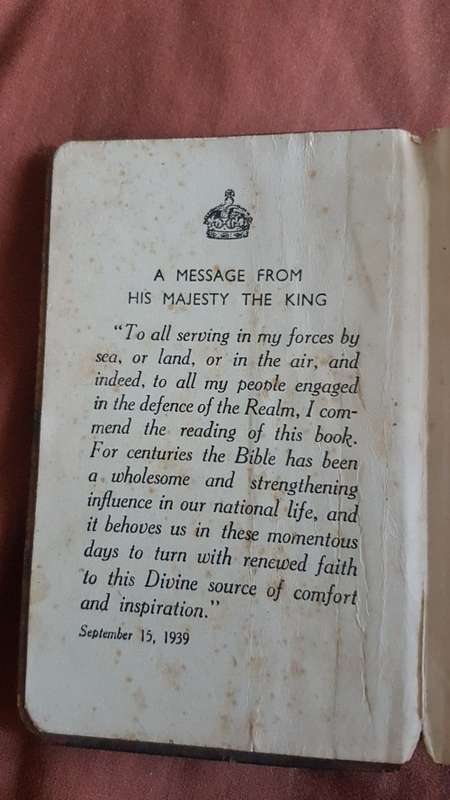 A MESSAGE FROM
HIS MAJESTY THE KING
"To all serving in my forces by
sea, or land, or in the air, and
indeed, to all my people engaged
in the defence of the Realm, I com-
mend the reading of this book.
For centuries the Bible has been
a wholesome and strengthening
influence in our national life, and
it behoves us in these momentous
days to turn with renewed faith
to this Divine source of comfort
and inspiration."
September 15, 1939